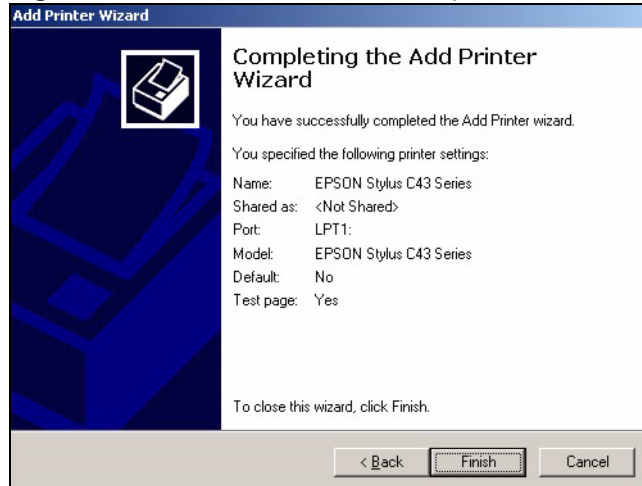 Add Printer Wizard
Completing the Add Printer
Wizard
You have successfully completed the Add Printer wizard.
You specified the following printer settings:
Name: EPSON Stylus C43 Series
Shared as: <Not Shared>
Port: LPT1:
Model: EPSON Stylus C43 Series
Default: No
Test page: Yes
To close this wizard, click Finish.
< Back Finish Cancel